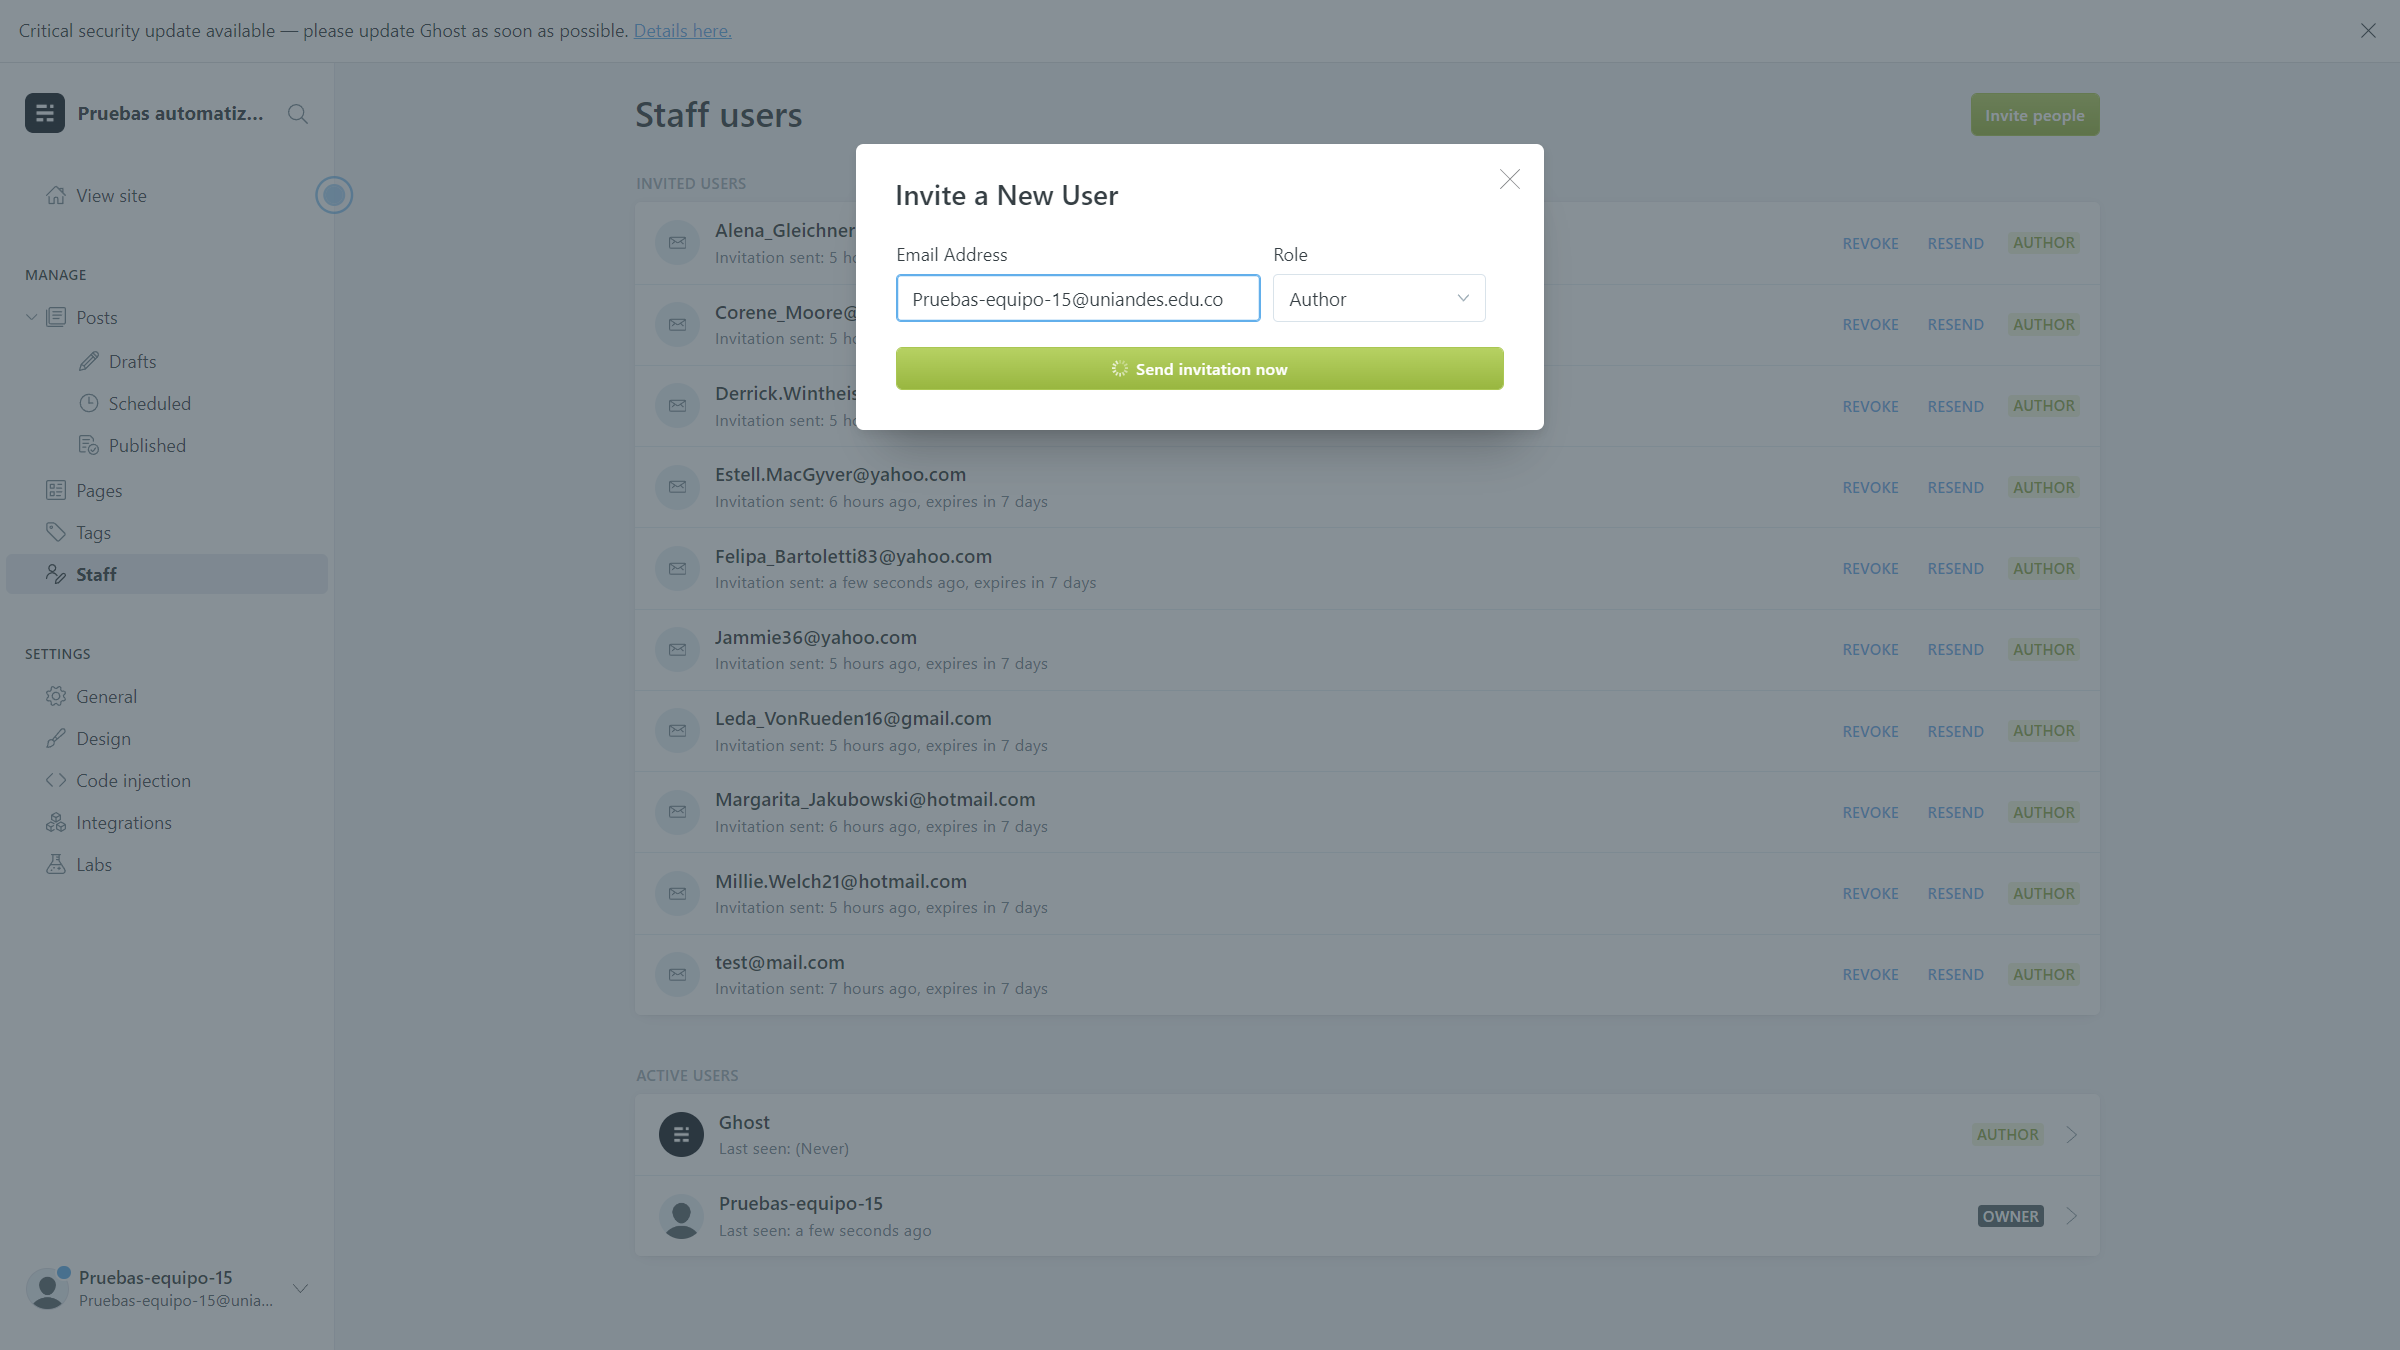 Critical security update available — please update Ghost as soon as possible. Details here.
Pruebas automatiz...
View site
MANAGE
Posts
Drafts
Scheduled
Published
Pages
Tags
Staff
SETTINGS
General
Design
Code injection
Integrations
Labs
Pruebas-equipo-15
Pruebas-equipo-15@unia...
Staff users
Invite people
INVITED USERS
Alena_Gleichner
Invitation sent: 5 ho
REVOKE RESEND AUTHOR
Corene_Moore@
Invitation sent: 5 ho
REVOKE RESEND AUTHOR
Derrick.Wintheis
Invitation sent: 5 ho
REVOKE RESEND AUTHOR
Estell.MacGyver@yahoo.com
Invitation sent: 6 hours ago, expires in 7 days
REVOKE RESEND AUTHOR
Felipa_Bartoletti83@yahoo.com
Invitation sent: a few seconds ago, expires in 7 days
REVOKE RESEND AUTHOR
Jammie36@yahoo.com
Invitation sent: 5 hours ago, expires in 7 days
REVOKE RESEND AUTHOR
Leda_VonRueden16@gmail.com
Invitation sent: 5 hours ago, expires in 7 days
REVOKE RESEND AUTHOR
Margarita_Jakubowski@hotmail.com
Invitation sent: 6 hours ago, expires in 7 days
REVOKE RESEND AUTHOR
Millie.Welch21@hotmail.com
Invitation sent: 5 hours ago, expires in 7 days
REVOKE RESEND AUTHOR
test@mail.com
Invitation sent: 7 hours ago, expires in 7 days
REVOKE RESEND AUTHOR
ACTIVE USERS
Ghost
Last seen: (Never)
AUTHOR
Pruebas-equipo-15
Last seen: a few seconds ago
OWNER
Invite a New User
Email Address
Role
Pruebas-equipo-15@uniandes.edu.co
Author
Send invitation now